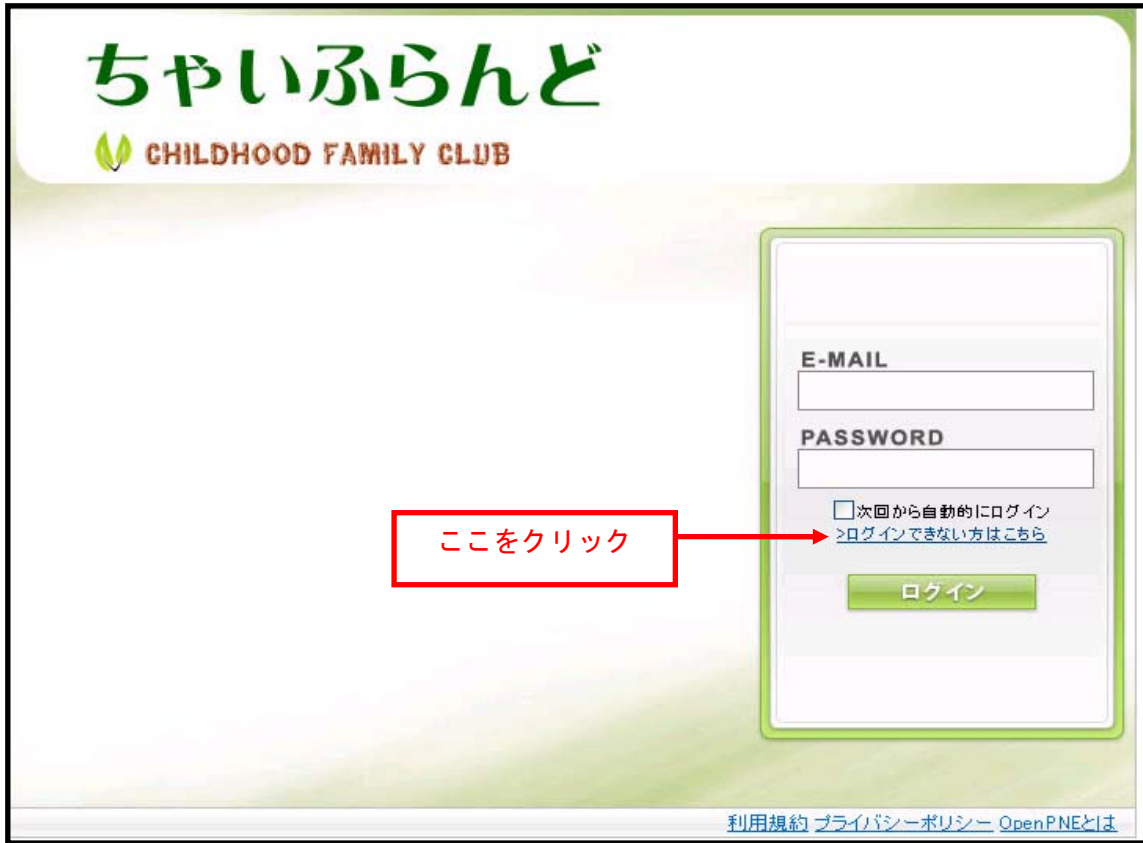 ちゃいふらんど
CHILDHOOD FAMILY CLUB
E-MAIL
PASSWORD
次回から自動的にログイン
ここをクリック
>ログインできない方はこちら
ログイン
利用規約 プライバシーポリシー OpenPNEとは